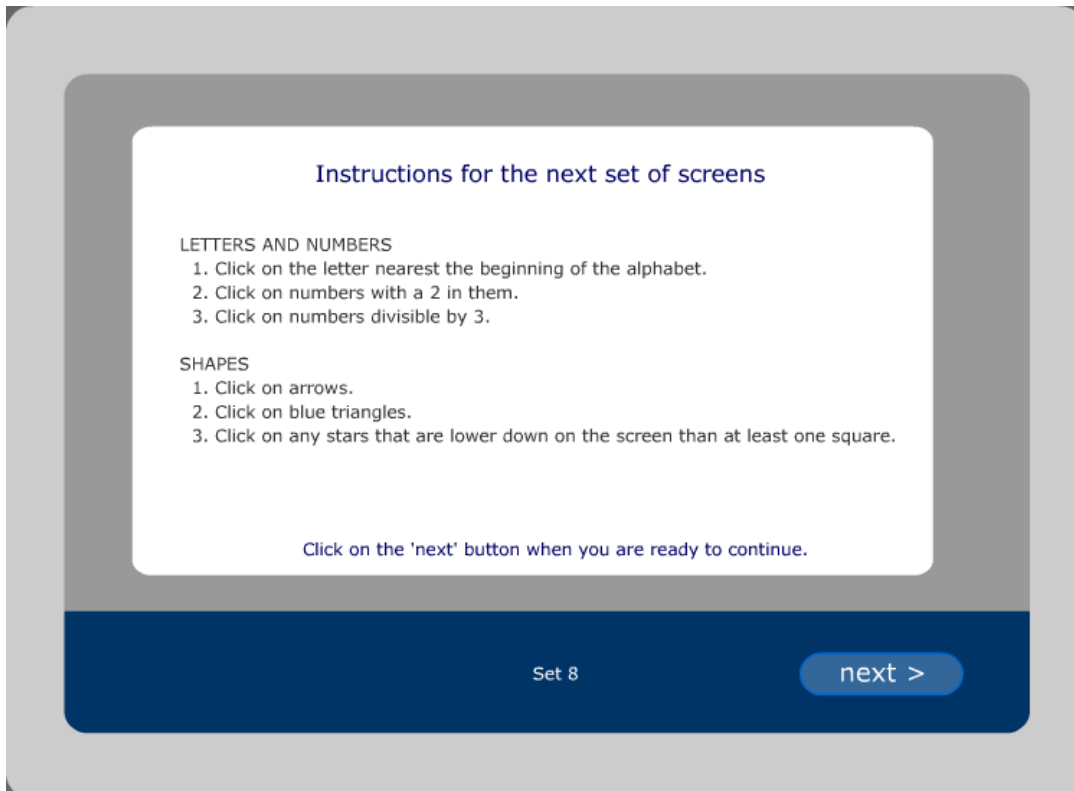 Instructions for the next set of screens
LETTERS AND NUMBERS
1. Click on the letter nearest the beginning of the alphabet.
2. Click on numbers with a 2 in them.
3. Click on numbers divisible by 3.
SHAPES
1. Click on arrows.
2. Click on blue triangles.
3. Click on any stars that are lower down on the screen than at least one square.
Click on the 'next' button when you are ready to continue.
Set 8
next >